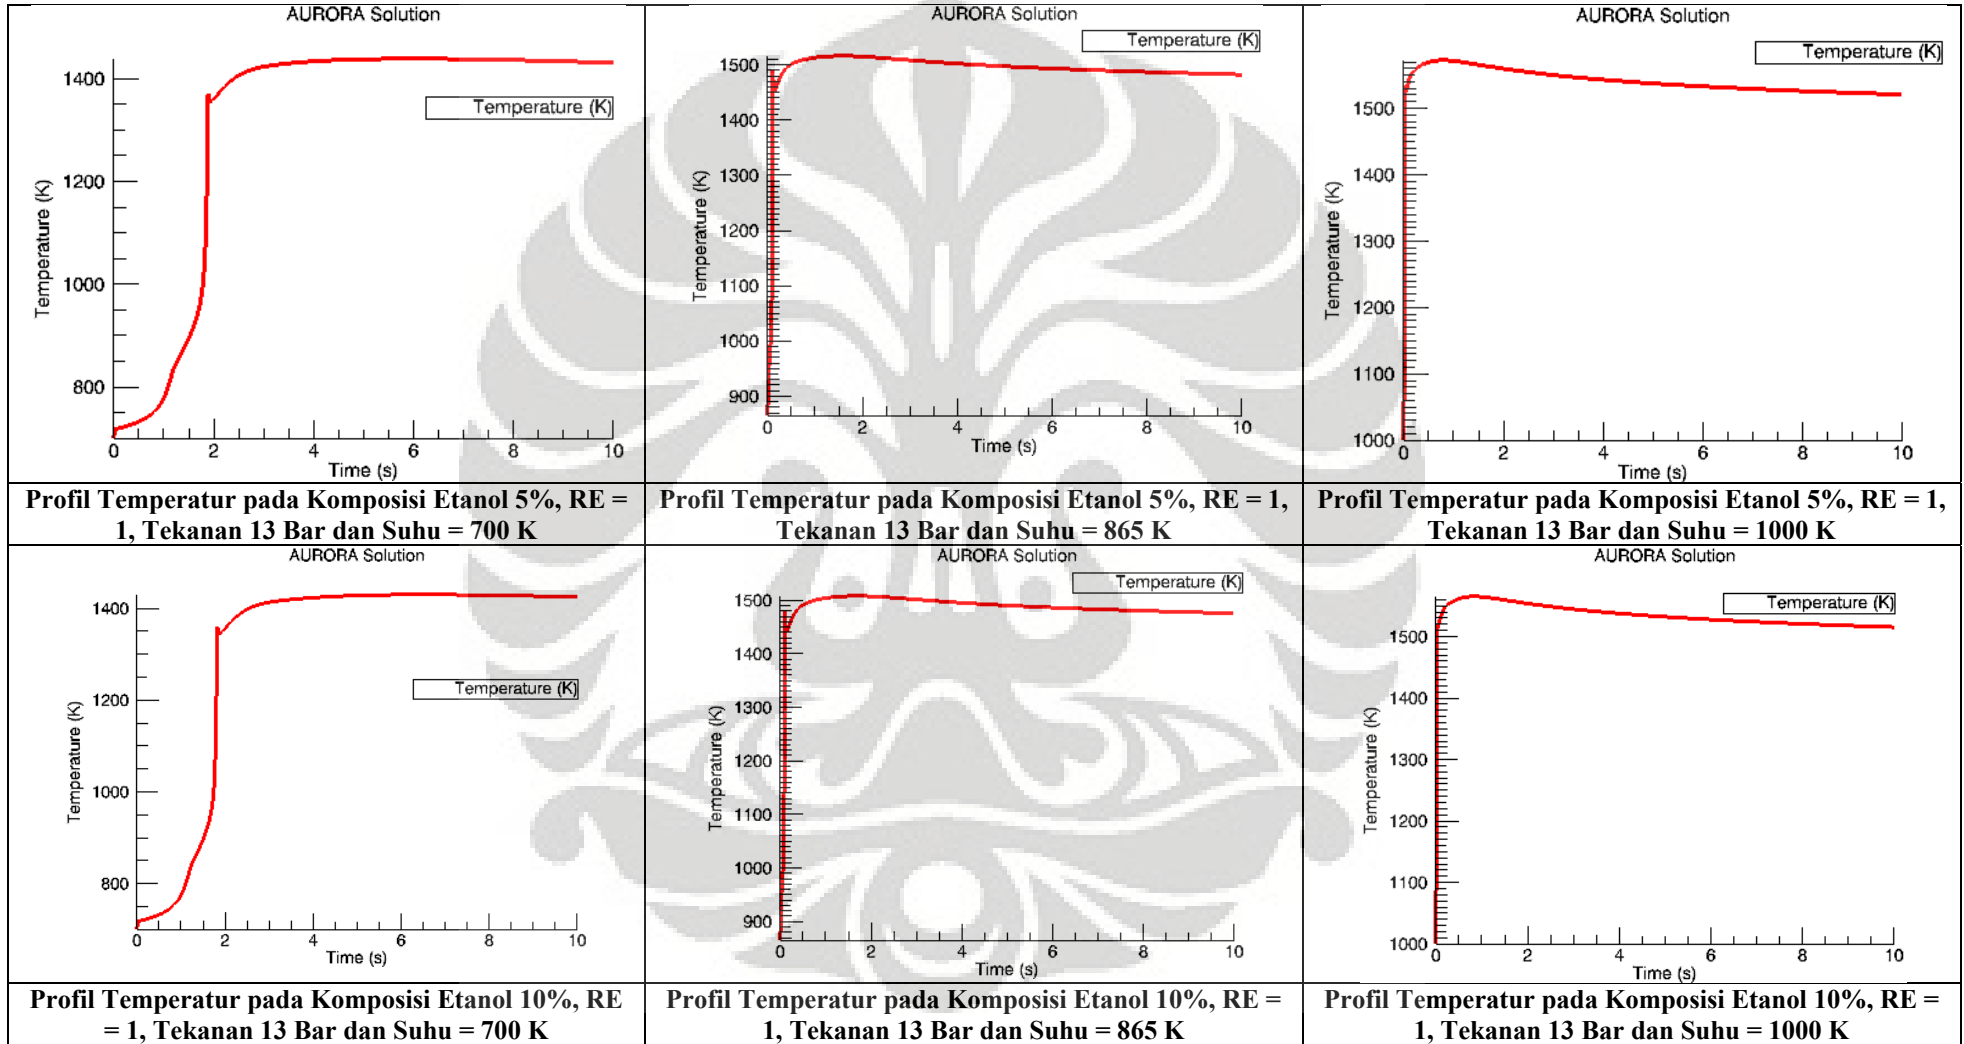 AURORA Solution
Temperature (K)
1400
1200
1000
800
Temperature (K)
0 2 4 6 8 10
Time (s)
Profil Temperatur pada Komposisi Etanol 5%, RE =
1, Tekanan 13 Bar dan Suhu = 700 K
AURORA Solution
Temperature (K)
1500
1400
1300
1200
1100
1000
900
Temperature (K)
0 2 4 6 8 10
Time (s)
Profil Temperatur pada Komposisi Etanol 5%, RE = 1,
Tekanan 13 Bar dan Suhu = 865 K
AURORA Solution
Temperature (K)
1500
1400
1300
1200
1100
1000
Temperature (K)
0 2 4 6 8 10
Time (s)
Profil Temperatur pada Komposisi Etanol 5%, RE = 1,
Tekanan 13 Bar dan Suhu = 1000 K
AURORA Solution
Temperature (K)
1400
1200
1000
800
Temperature (K)
0 2 4 6 8 10
Time (s)
Profil Temperatur pada Komposisi Etanol 10%, RE
= 1, Tekanan 13 Bar dan Suhu = 700 K
AURORA Solution
Temperature (K)
1500
1400
1300
1200
1100
1000
900
Temperature (K)
0 2 4 6 8 10
Time (s)
Profil Temperatur pada Komposisi Etanol 10%, RE =
1, Tekanan 13 Bar dan Suhu = 865 K
AURORA Solution
Temperature (K)
1500
1400
1300
1200
1100
1000
Temperature (K)
0 2 4 6 8 10
Time (s)
Profil Temperatur pada Komposisi Etanol 10%, RE =
1, Tekanan 13 Bar dan Suhu = 1000 K